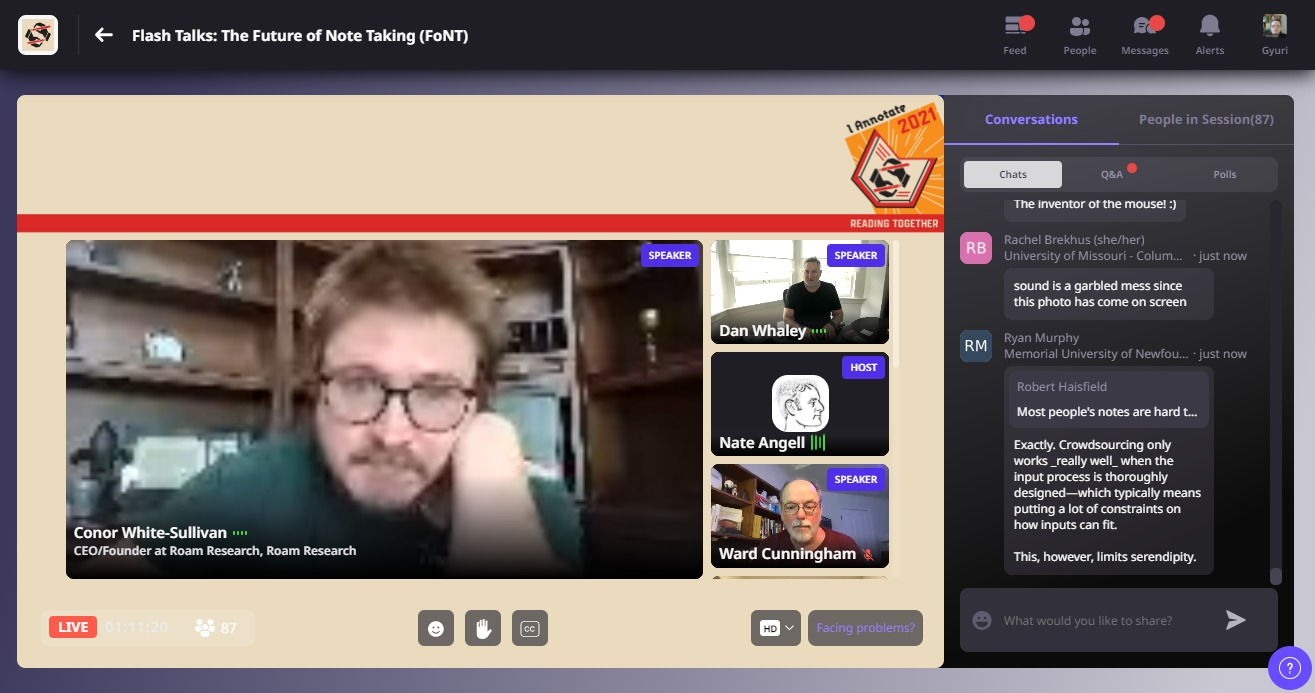 Flash Talks: The Future of Note Taking (FoNT)
Feed
People
Messages
Alerts
Gyuri
I Annotate
2021
READING TOGETHER
SPEAKER
Conor White-Sullivan
CEO/Founder at Roam Research, Roam Research
SPEAKER
Dan Whaley
HOST
Nate Angell
SPEAKER
Ward Cunningham
LIVE
01:11:20
87
CC
HD
Facing problems?
Conversations
People in Session(87)
Chats
Q&A
Polls
The inventor of the mouse! :)
RB
Rachel Brekhus (she/her)
University of Missouri - Colum... · just now
sound is a garbled mess since
this photo has come on screen
RM
Ryan Murphy
Memorial University of Newfou... · just now
Robert Haisfield
Most people's notes are hard t...
Exactly. Crowdsourcing only
works _really well_ when the
input process is thoroughly
designed—which typically means
putting a lot of constraints on
how inputs can fit.
This, however, limits serendipity.
What would you like to share?
?